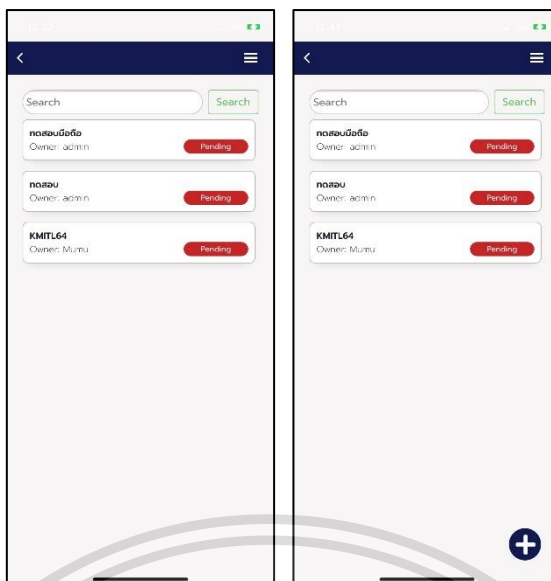 Search Search
ทดสอบมือถือ
Owner: admin Pending
ทดสอบ
Owner: admin Pending
KMITL64
Owner: Mumu Pending
Search Search
ทดสอบมือถือ
Owner: admin Pending
ทดสอบ
Owner: admin Pending
KMITL64
Owner: Mumu Pending